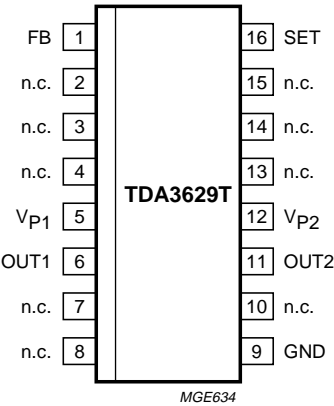 FB 1 16 SET
n.c. 2 15 n.c.
n.c. 3 14 n.c.
n.c. 4 13 n.c.
TDA3629T
VP1 5 12 VP2
OUT1 6 11 OUT2
n.c. 7 10 n.c.
n.c. 8 9 GND
MGE634